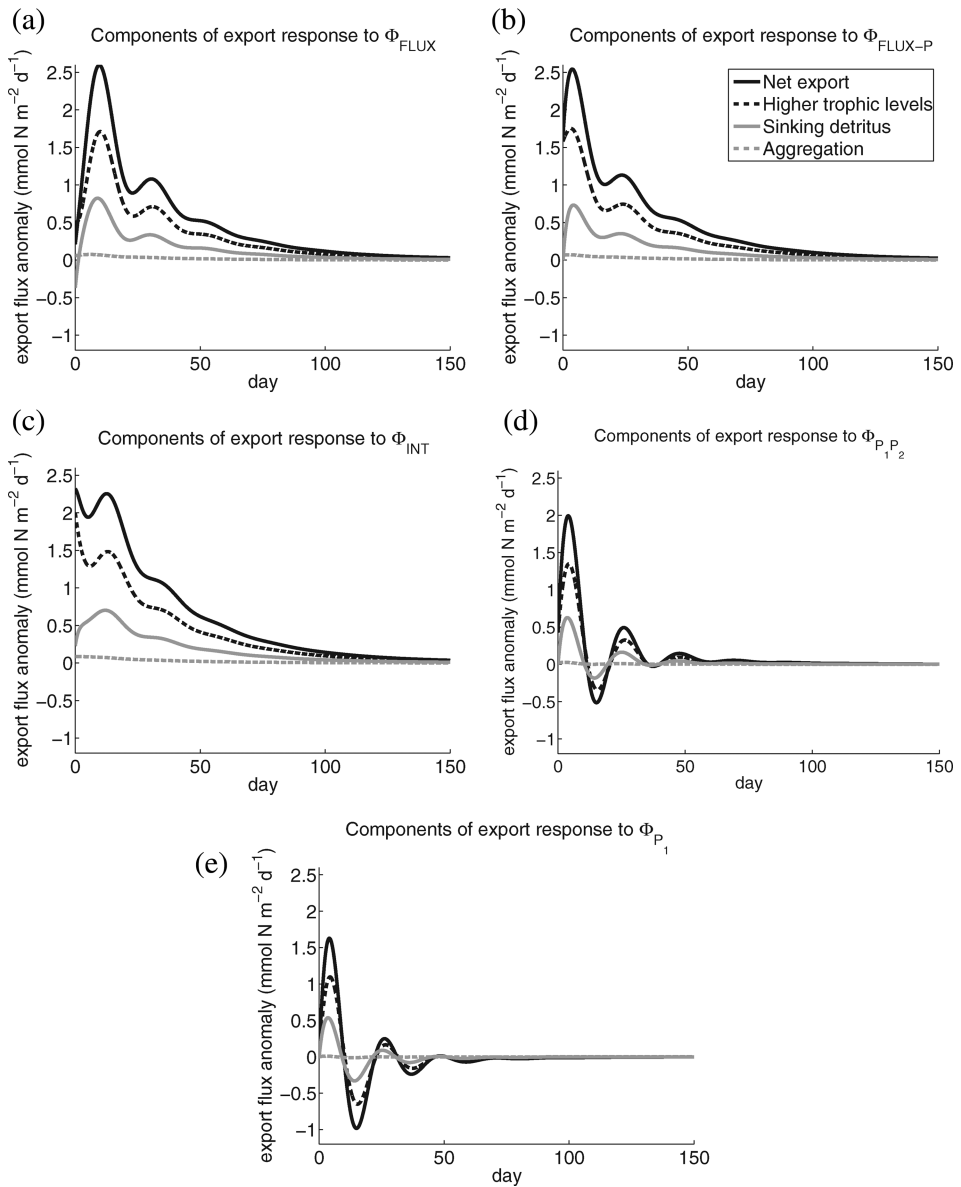 (a)
Components of export response to Φ_FLUX
export flux anomaly (mmol N m⁻² d⁻¹)
2.5
2
1.5
1
0.5
0
−0.5
−1
0 50 100 150
day
(b)
Components of export response to Φ_FLUX−P
export flux anomaly (mmol N m⁻² d⁻¹)
Net export
Higher trophic levels
Sinking detritus
Aggregation
2.5
2
1.5
1
0.5
0
−0.5
−1
0 50 100 150
day
(c)
Components of export response to Φ_INT
export flux anomaly (mmol N m⁻² d⁻¹)
2.5
2
1.5
1
0.5
0
−0.5
−1
0 50 100 150
day
(d)
Components of export response to Φ_P₁P₂
export flux anomaly (mmol N m⁻² d⁻¹)
2.5
2
1.5
1
0.5
0
−0.5
−1
0 50 100 150
day
(e)
Components of export response to Φ_P₁
export flux anomaly (mmol N m⁻² d⁻¹)
2.5
2
1.5
1
0.5
0
−0.5
−1
0 50 100 150
day